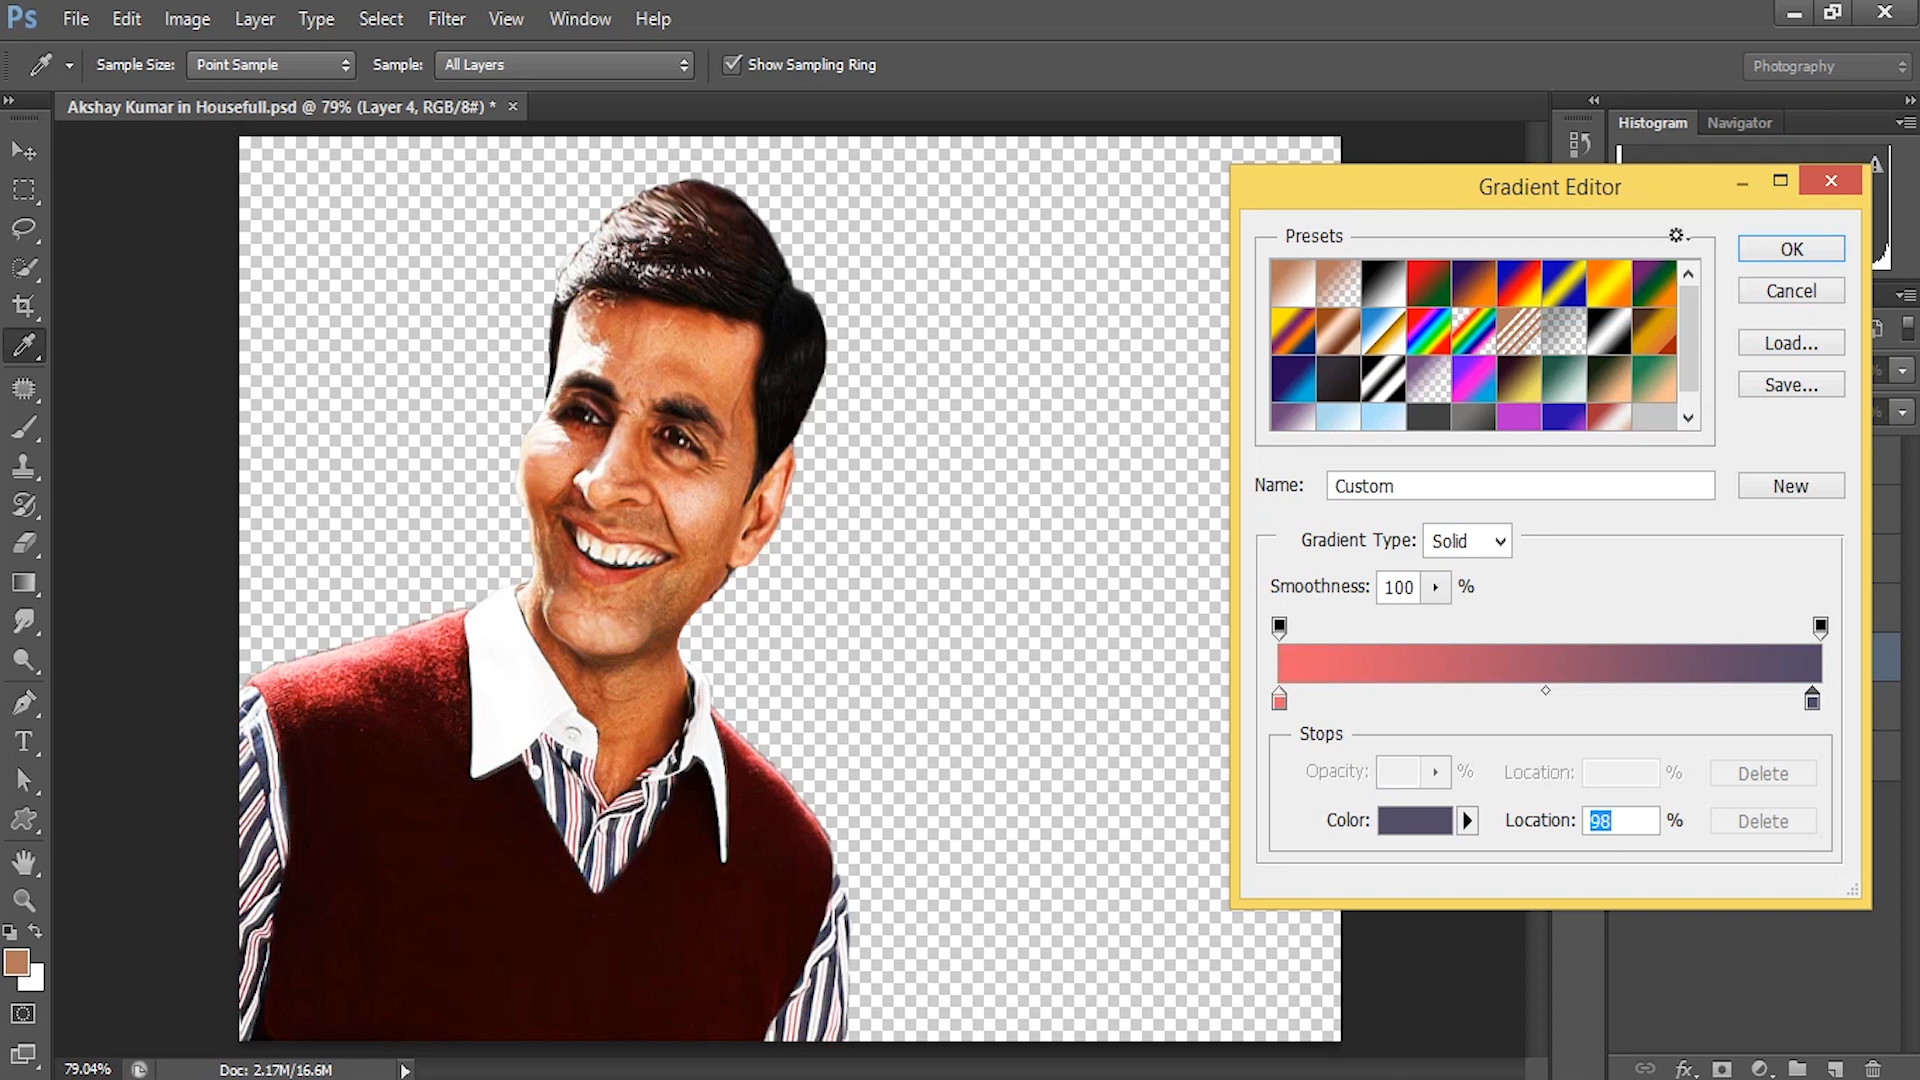 Ps File Edit Image Layer Type Select Filter View Window Help
Sample Size: Point Sample Sample: All Layers Show Sampling Ring Photography
Akshay Kumar in Housefull.psd @ 79% (Layer 4, RGB/8#) * ×
Histogram Navigator
Gradient Editor
Presets
OK
Cancel
Load...
Save...
Name: Custom New
Gradient Type: Solid
Smoothness: 100 %
Stops
Opacity: % Location: % Delete
Color: Location: 98 % Delete
79.04% Doc: 2.17M/16.6M